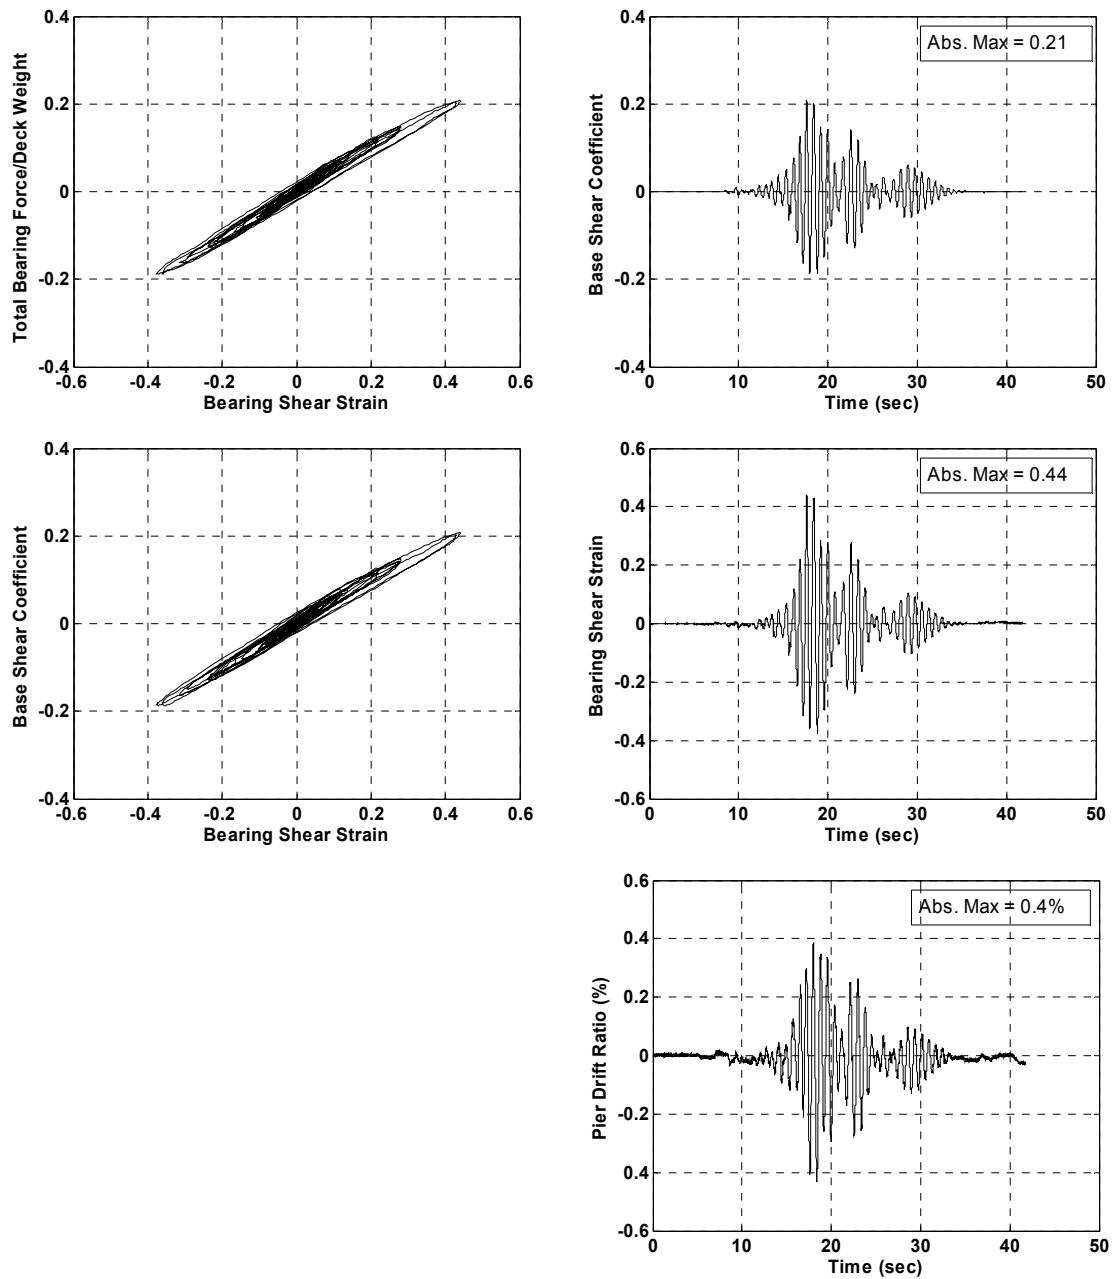 Total Bearing Force/Deck Weight
0.4
0.2
0
-0.2
-0.4
-0.6 -0.4 -0.2 0 0.2 0.4 0.6
Bearing Shear Strain
Base Shear Coefficient
Abs. Max = 0.21
0.4
0.2
0
-0.2
-0.4
0 10 20 30 40 50
Time (sec)
Base Shear Coefficient
0.4
0.2
0
-0.2
-0.4
-0.6 -0.4 -0.2 0 0.2 0.4 0.6
Bearing Shear Strain
Bearing Shear Strain
Abs. Max = 0.44
0.6
0.4
0.2
0
-0.2
-0.4
-0.6
0 10 20 30 40 50
Time (sec)
Pier Drift Ratio (%)
Abs. Max = 0.4%
0.6
0.4
0.2
0
-0.2
0.4
-0.6
0 10 20 30 40 50
Time (sec)